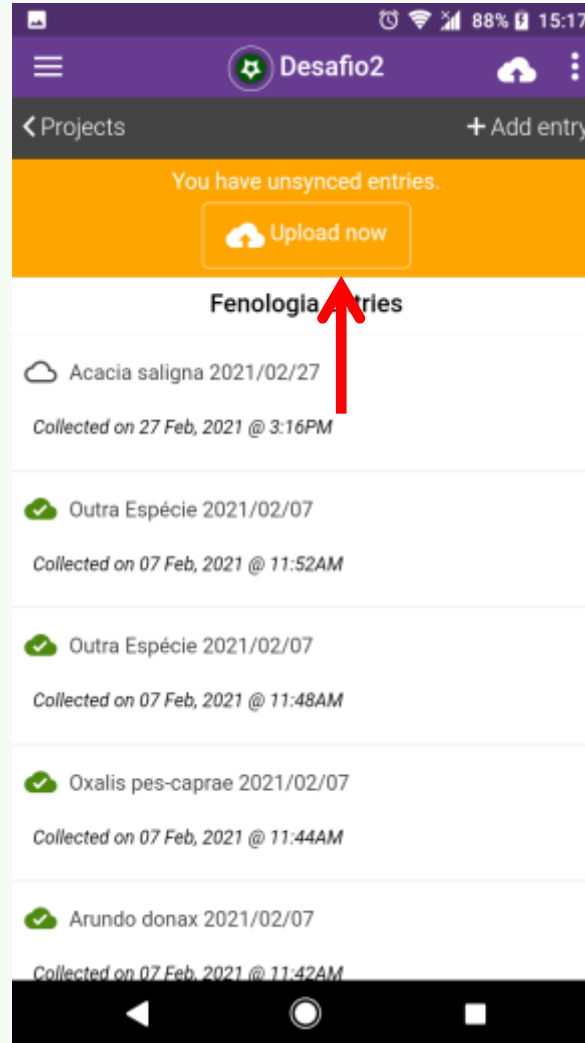 88% 15:17
Desafio2
Projects + Add entry
You have unsynced entries.
Upload now
Fenologia entries
Acacia saligna 2021/02/27
Collected on 27 Feb, 2021 @ 3:16PM
Outra Espécie 2021/02/07
Collected on 07 Feb, 2021 @ 11:52AM
Outra Espécie 2021/02/07
Collected on 07 Feb, 2021 @ 11:48AM
Oxalis pes-caprae 2021/02/07
Collected on 07 Feb, 2021 @ 11:44AM
Arundo donax 2021/02/07
Collected on 07 Feb, 2021 @ 11:42AM